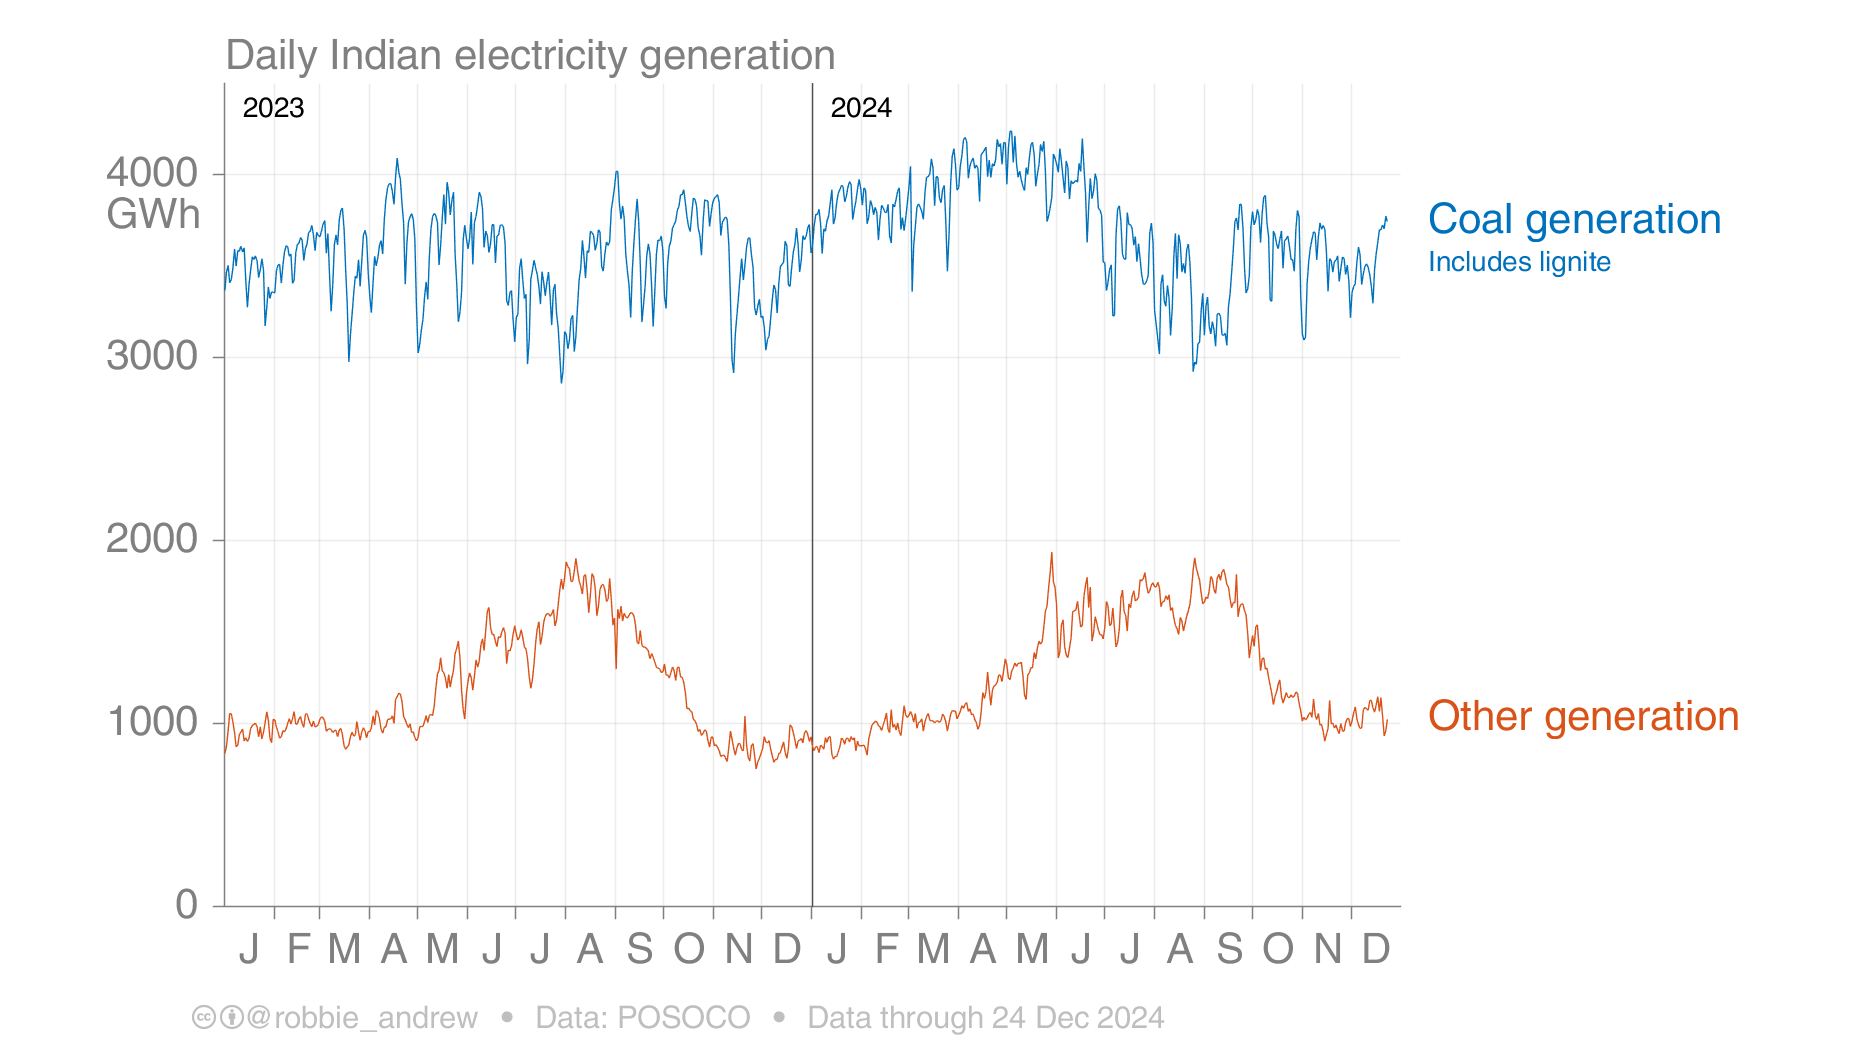 Daily Indian electricity generation
2023
2024
4000
GWh
3000
2000
1000
0
Coal generation
Includes lignite
Other generation
J F M A M J J A S O N D J F M A M J J A S O N D
cc @robbie_andrew • Data: POSOCO • Data through 24 Dec 2024